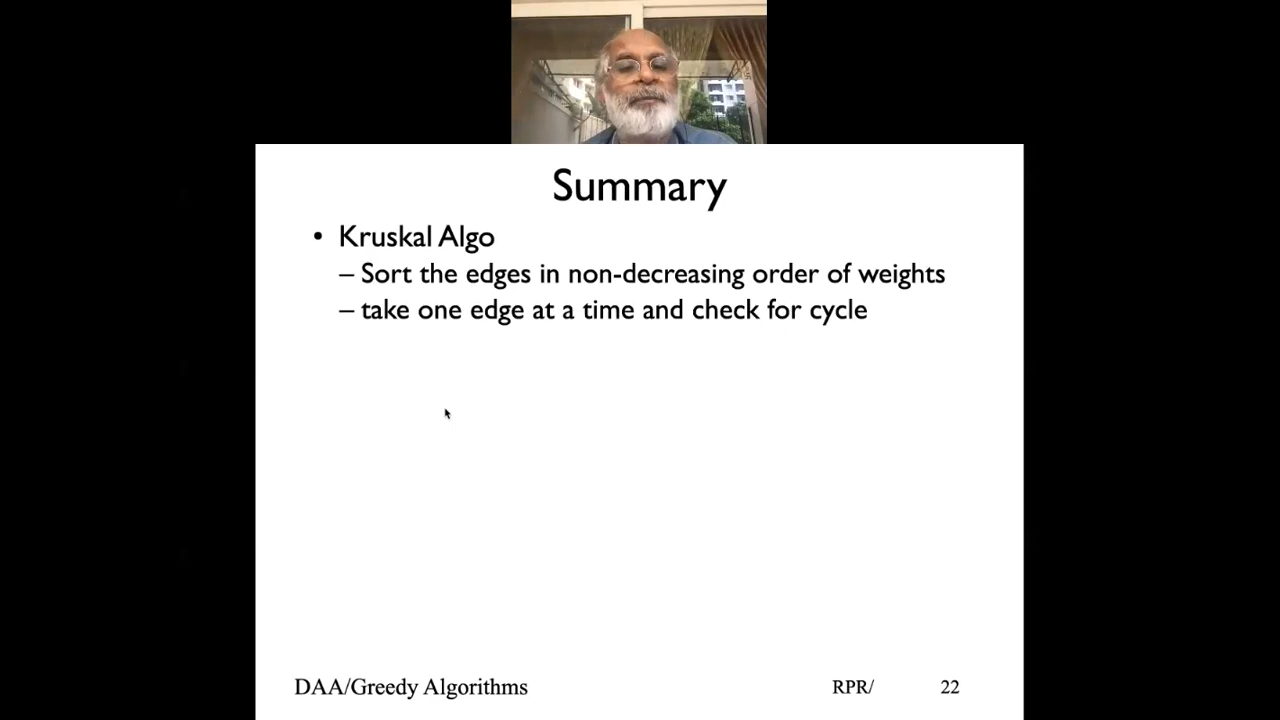 Summary
• Kruskal Algo
– Sort the edges in non-decreasing order of weights
– take one edge at a time and check for cycle
DAA/Greedy Algorithms RPR/ 22